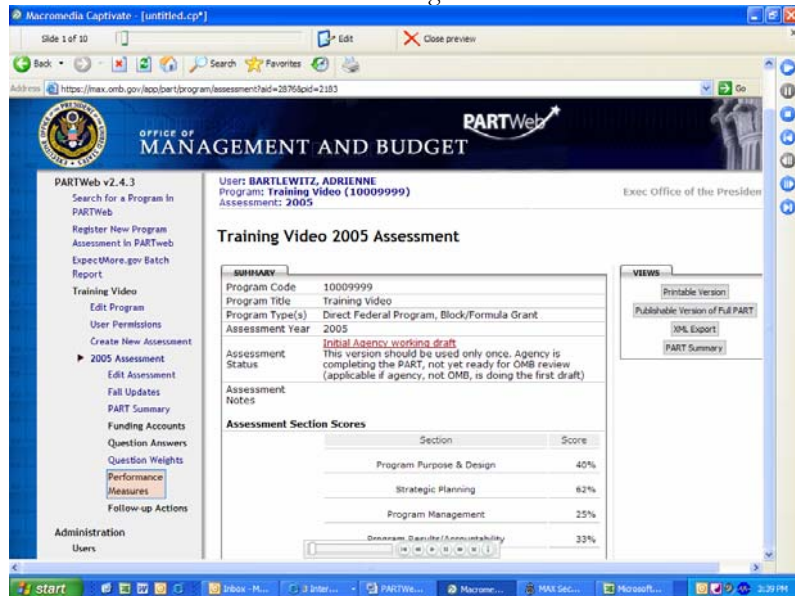 Macromedia Captivate - [untitled.cp*]
Slide 1 of 10
Edit
Close preview
Back
Search
Favorites
Address
https://max.omb.gov/app/part/program/assessment?aid=2876&pid=2183
Go
OFFICE OF
MANAGEMENT AND BUDGET
PARTWeb
PARTWeb v2.4.3
Search for a Program in
PARTWeb
Register New Program
Assessment in PARTweb
ExpectMore.gov Batch
Report
Training Video
Edit Program
User Permissions
Create New Assessment
2005 Assessment
Edit Assessment
Fall Updates
PART Summary
Funding Accounts
Question Answers
Question Weights
Performance
Measures
Follow-up Actions
Administration
Users
User: BARTLEWITZ, ADRIENNE
Program: Training Video (10009999)
Assessment: 2005
Exec Office of the Presiden
Training Video 2005 Assessment
SUMMARY
Program Code 10009999
Program Title Training Video
Program Type(s) Direct Federal Program, Block/Formula Grant
Assessment Year 2005
Assessment Status
Initial Agency working draft
This version should be used only once. Agency is
completing the PART, not yet ready for OMB review
(applicable if agency, not OMB, is doing the first draft)
Assessment
Notes
Assessment Section Scores
Section Score
Program Purpose & Design 40%
Strategic Planning 62%
Program Management 25%
Program Results/Accountability 33%
VIEWS
Printable Version
Publishable Version of Full PART
XML Export
PART Summary
start
Inbox - M...
3 Inter...
PARTWe...
Macrome...
MAX Sec...
Microsoft...
3:29 PM